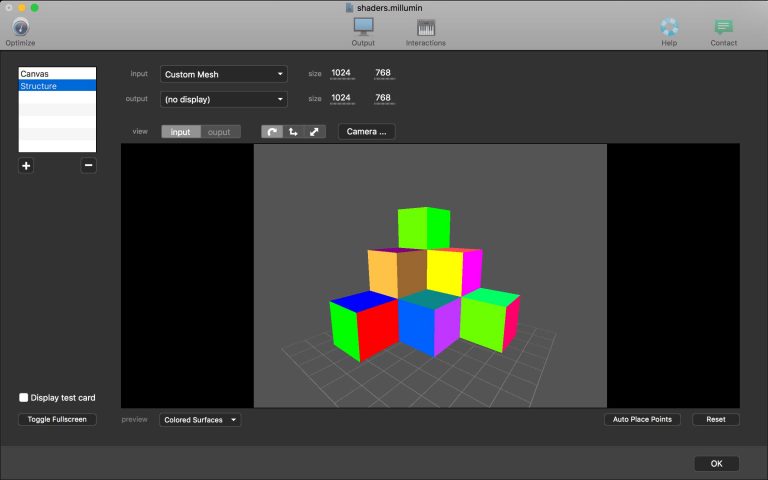 shaders.millumin
Optimize
Output
Interactions
Help
Contact
Canvas
Structure
input
Custom Mesh
size
1024
768
output
(no display)
size
1024
768
view
input
ouput
Camera ...
+
−
Display test card
Toggle Fullscreen
preview
Colored Surfaces
Auto Place Points
Reset
OK